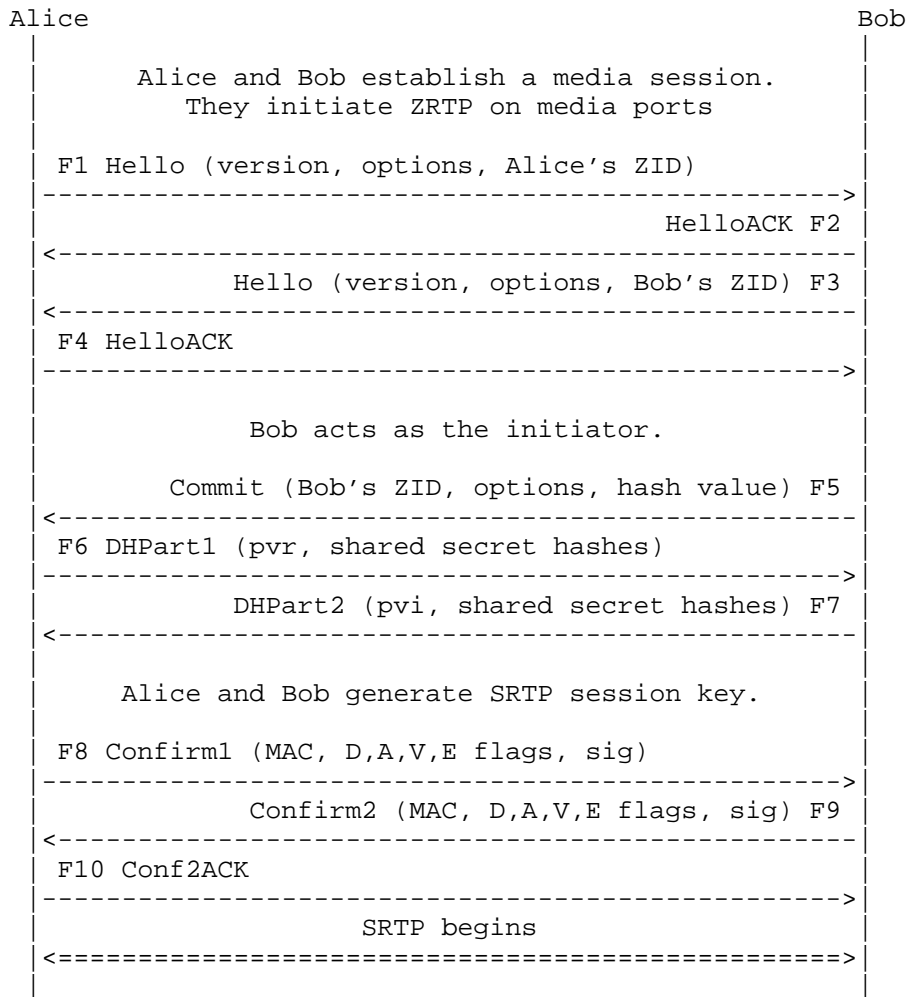 Alice Bob
Alice and Bob establish a media session.
They initiate ZRTP on media ports
F1 Hello (version, options, Alice’s ZID)
HelloACK F2
Hello (version, options, Bob’s ZID) F3
F4 HelloACK
Bob acts as the initiator.
Commit (Bob’s ZID, options, hash value) F5
F6 DHPart1 (pvr, shared secret hashes)
DHPart2 (pvi, shared secret hashes) F7
Alice and Bob generate SRTP session key.
F8 Confirm1 (MAC, D,A,V,E flags, sig)
Confirm2 (MAC, D,A,V,E flags, sig) F9
F10 Conf2ACK
SRTP begins